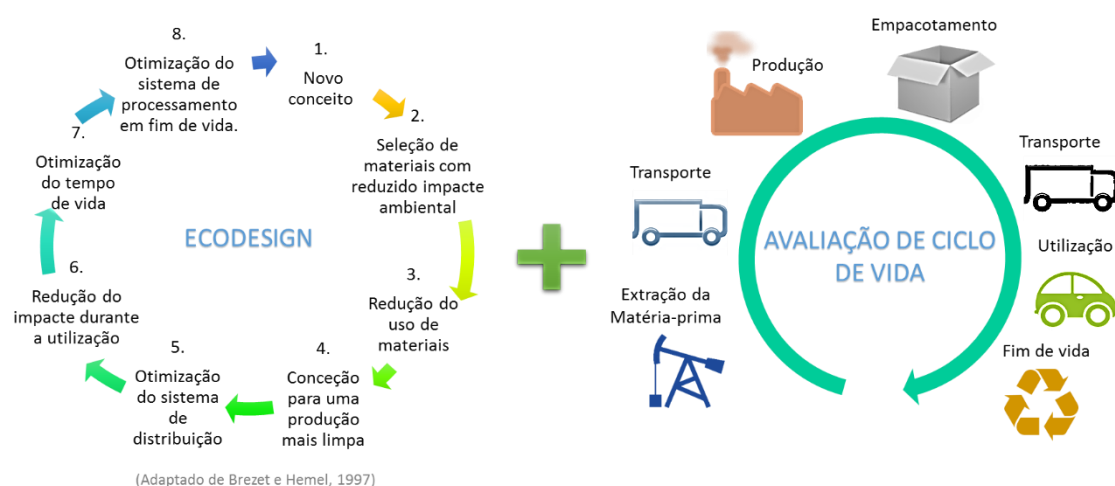 8.
Otimização do
sistema de
processamento
em fim de vida.
1.
Novo
conceito
2.
Seleção de
materiais com
reduzido impacte
ambiental
3.
Redução do
uso de
materiais
4.
Conceção
para uma
produção
mais limpa
5.
Otimização
do sistema
de
distribuição
6.
Redução do
impacte durante
a utilização
7.
Otimização
do tempo
de vida
ECODESIGN
(Adaptado de Brezet e Hemel, 1997)
Extração da
Matéria-prima
Transporte
Produção
Empacotamento
Transporte
Utilização
Fim de vida
AVALIAÇÃO DE CICLO
DE VIDA